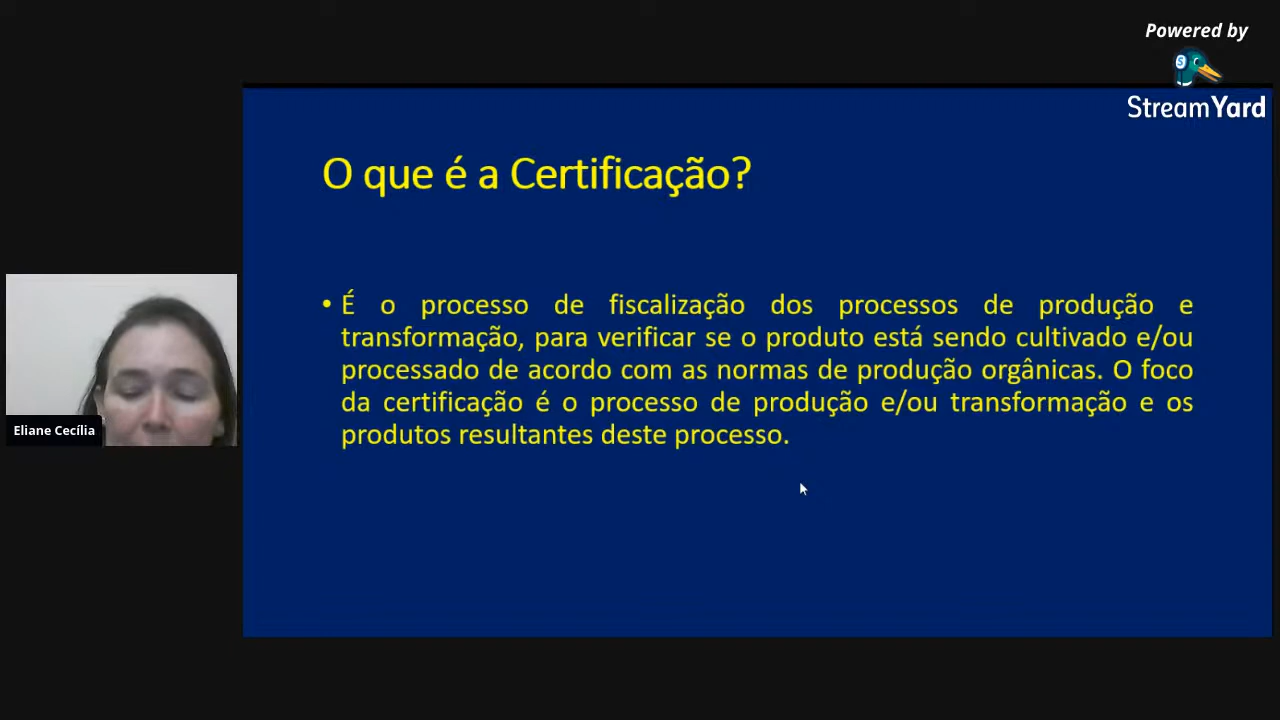 Powered by
StreamYard
O que é a Certificação?
• É o processo de fiscalização dos processos de produção e
transformação, para verificar se o produto está sendo cultivado e/ou
processado de acordo com as normas de produção orgânicas. O foco
da certificação é o processo de produção e/ou transformação e os
produtos resultantes deste processo.
Eliane Cecília